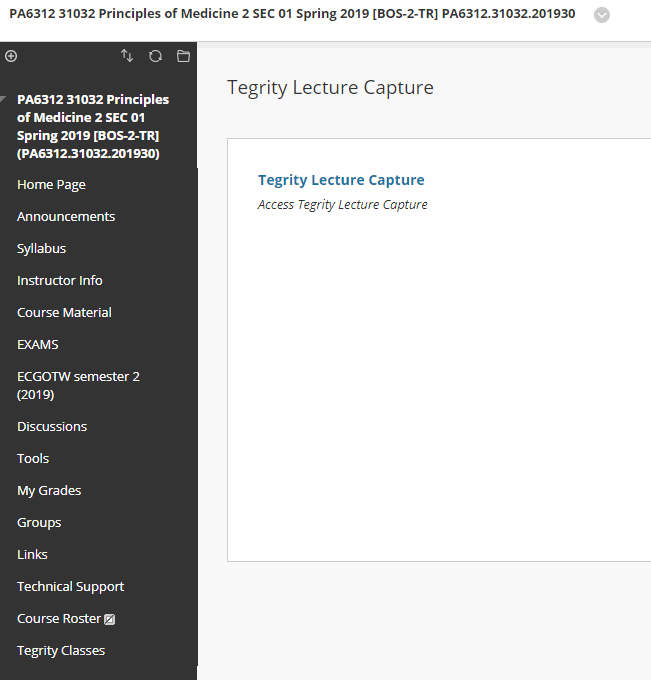 PA6312 31032 Principles of Medicine 2 SEC 01 Spring 2019 [BOS-2-TR] PA6312.31032.201930
PA6312 31032 Principles
of Medicine 2 SEC 01
Spring 2019 [BOS-2-TR]
(PA6312.31032.201930)
Home Page
Announcements
Syllabus
Instructor Info
Course Material
EXAMS
ECGOTW semester 2
(2019)
Discussions
Tools
My Grades
Groups
Links
Technical Support
Course Roster
Tegrity Classes
Tegrity Lecture Capture
Tegrity Lecture Capture
Access Tegrity Lecture Capture